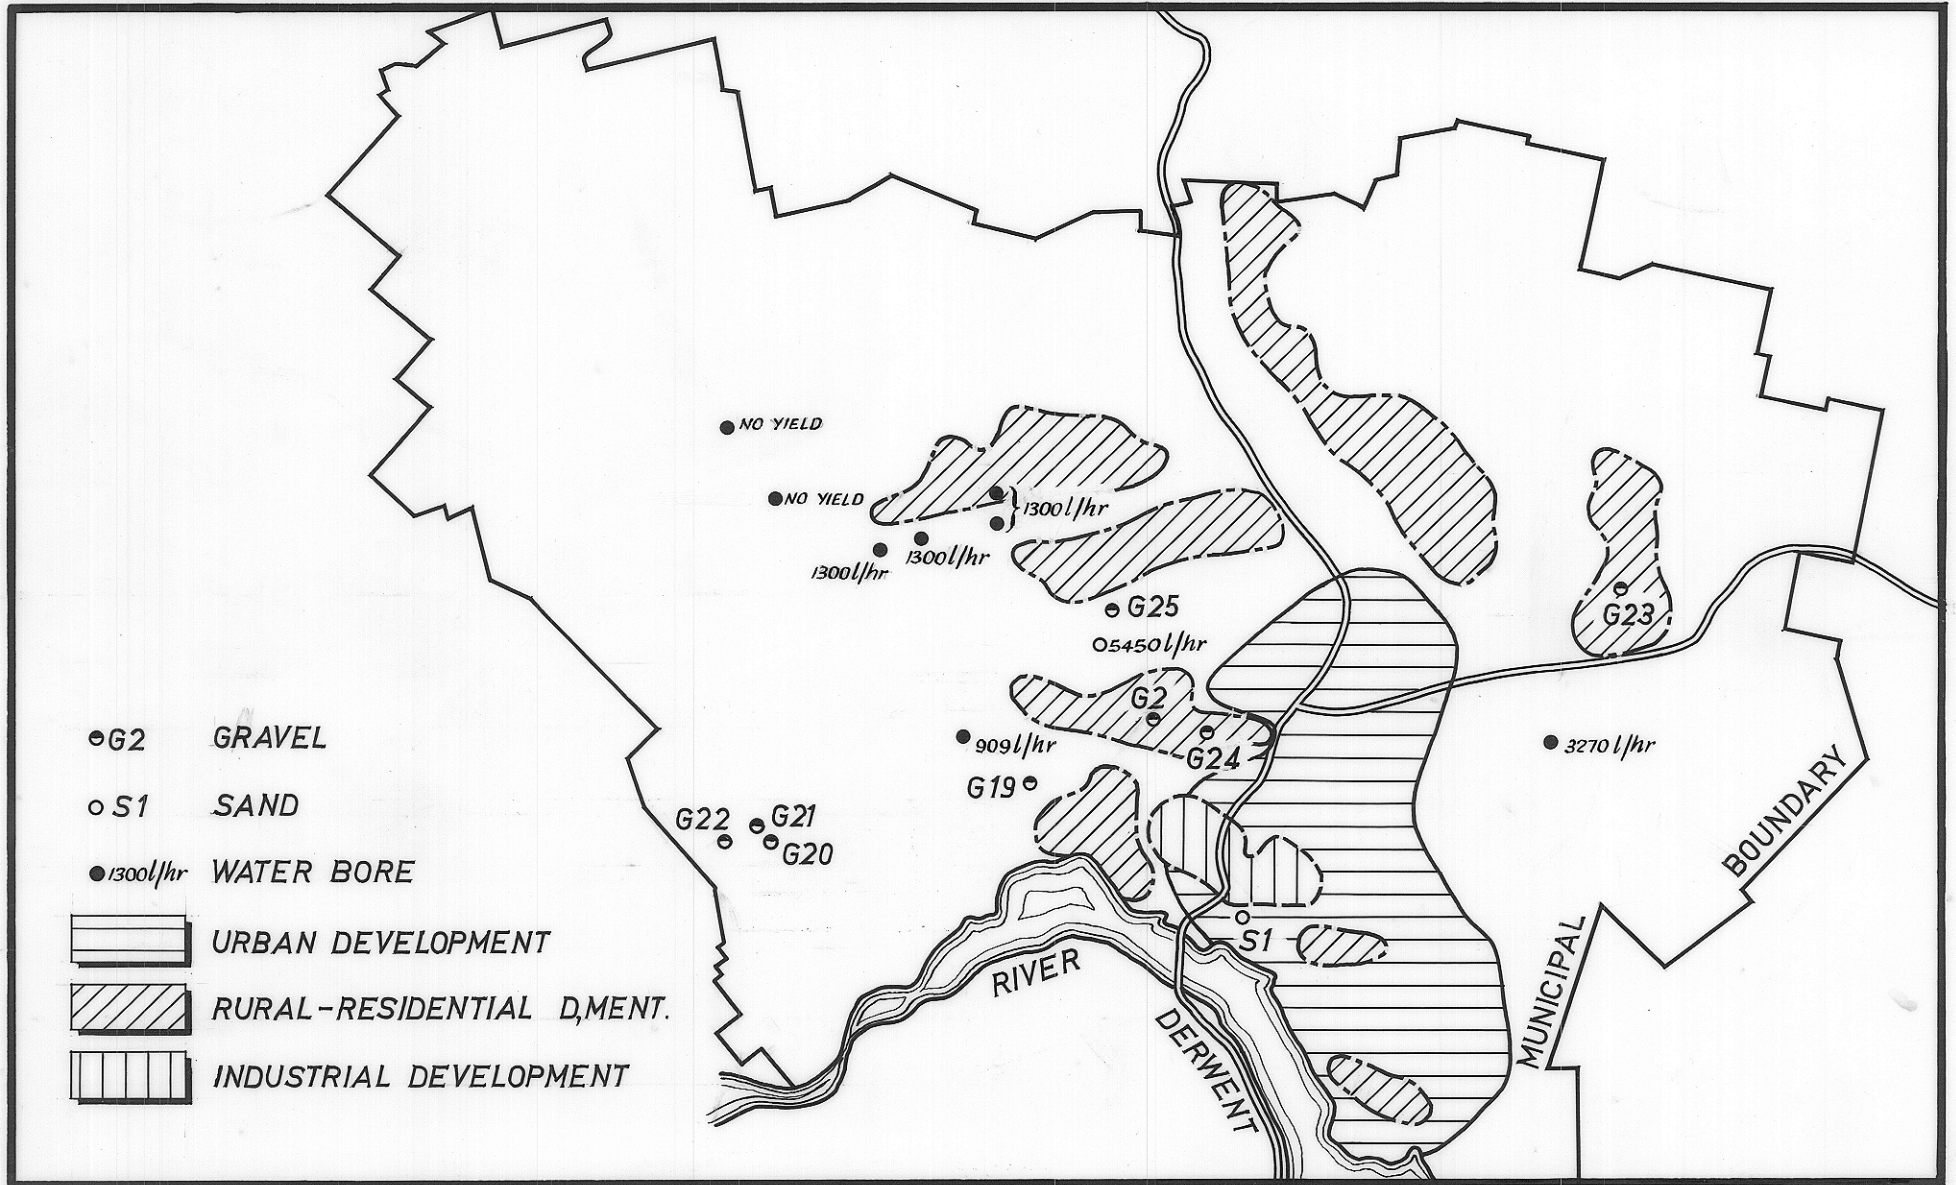 NO YIELD
NO YIELD
1300 l/hr
1300 l/hr
1300 l/hr
G25
5450 l/hr
G23
G2
G24
909 l/hr
3270 l/hr
G19
G22
G21
G20
G2 GRAVEL
S1 SAND
1300 l/hr WATER BORE
URBAN DEVELOPMENT
RURAL-RESIDENTIAL D,MENT.
INDUSTRIAL DEVELOPMENT
S1
RIVER
DERWENT
MUNICIPAL
BOUNDARY